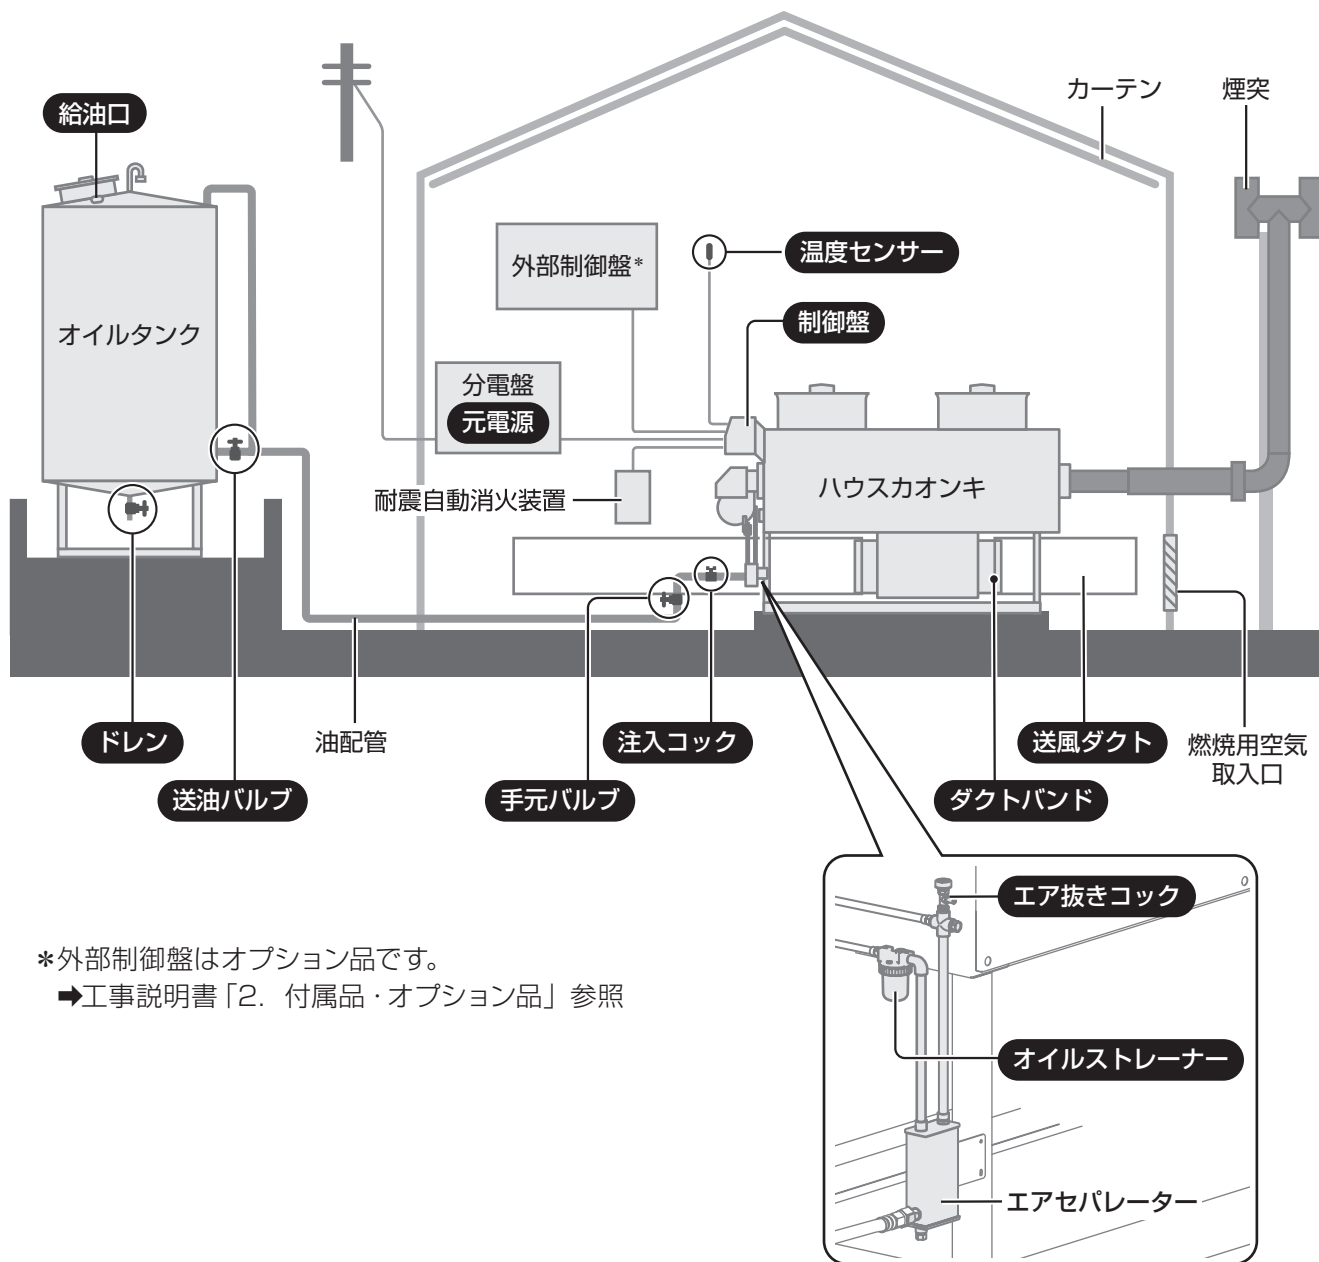 カーテン
煙突
給油口
温度センサー
外部制御盤*
制御盤
オイルタンク
分電盤
元電源
耐震自動消火装置
ハウスカオンキ
ドレン
油配管
注入コック
送風ダクト
燃焼用空気
取入口
送油バルブ
手元バルブ
ダクトバンド
エア抜きコック
*外部制御盤はオプション品です。
➡工事説明書「2. 付属品・オプション品」参照
オイルストレーナー
エアセパレーター